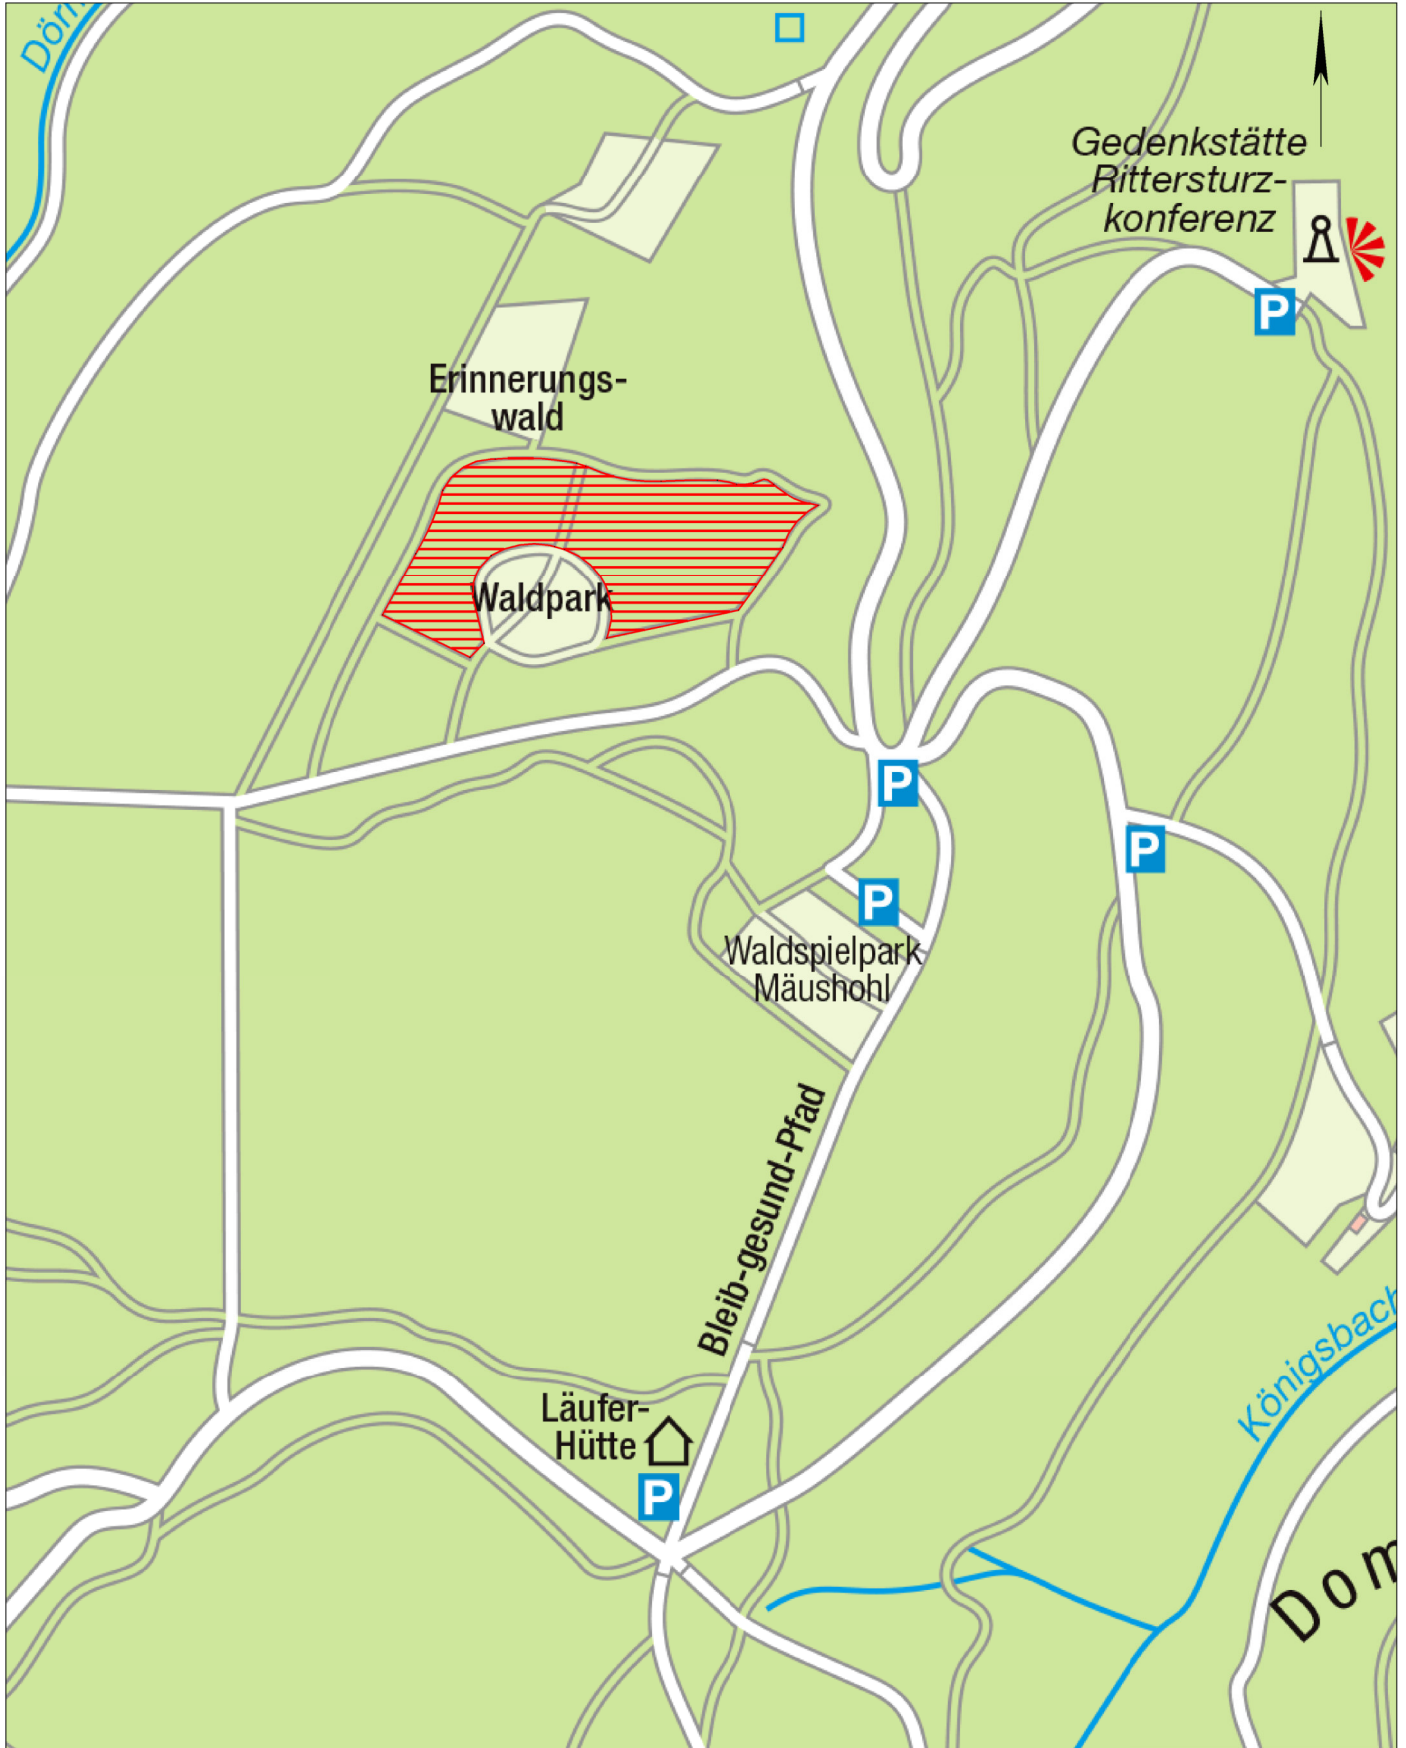 Gedenkstätte
Rittersturz-
konferenz
P
Erinnerungs-
wald
Waldpark
P
P
P
Waldspielpark
Mäushohl
Bleib-gesund-Pfad
Königsbach
Läufer-
Hütte
P